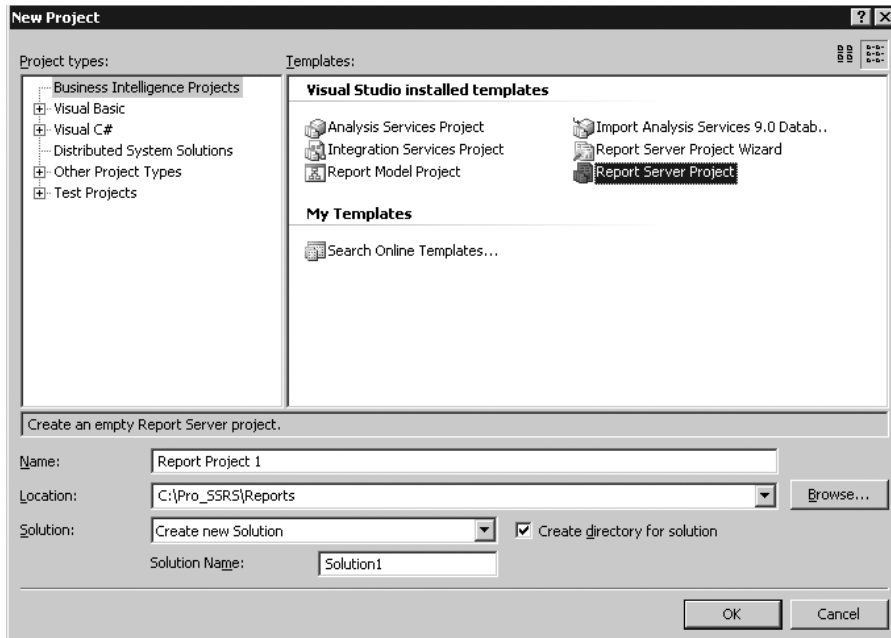 New Project
Project types:
Templates:
Business Intelligence Projects
Visual Basic
Visual C#
Distributed System Solutions
Other Project Types
Test Projects
Visual Studio installed templates
Analysis Services Project
Import Analysis Services 9.0 Datab..
Integration Services Project
Report Server Project Wizard
Report Model Project
Report Server Project
My Templates
Search Online Templates...
Create an empty Report Server project.
Name:
Report Project 1
Location:
C:\Pro_SSRS\Reports
Browse...
Solution:
Create new Solution
Create directory for solution
Solution Name:
Solution1
OK
Cancel